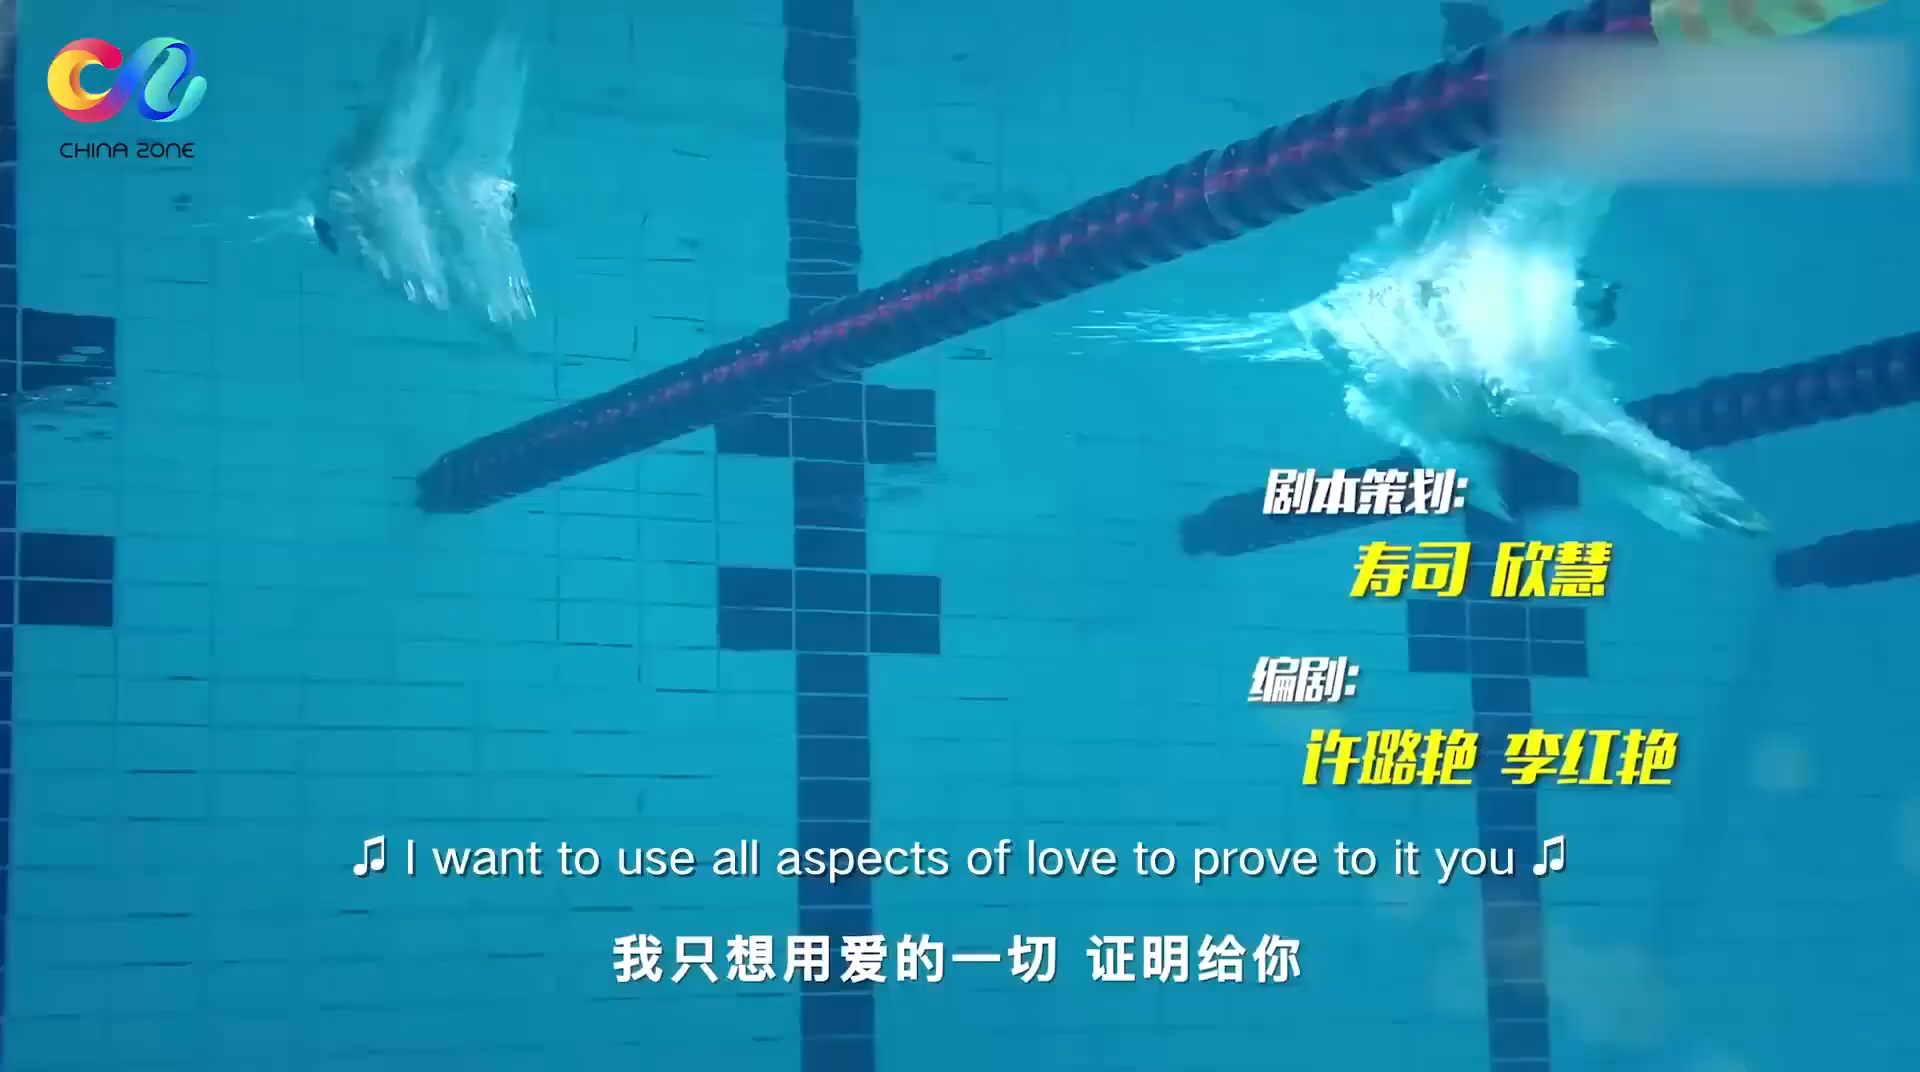 CHINA ZONE
剧本策划:
寿司 欣慧
编剧:
许璐艳 李红艳
♫ I want to use all aspects of love to prove to it you ♫
我只想用爱的一切 证明给你